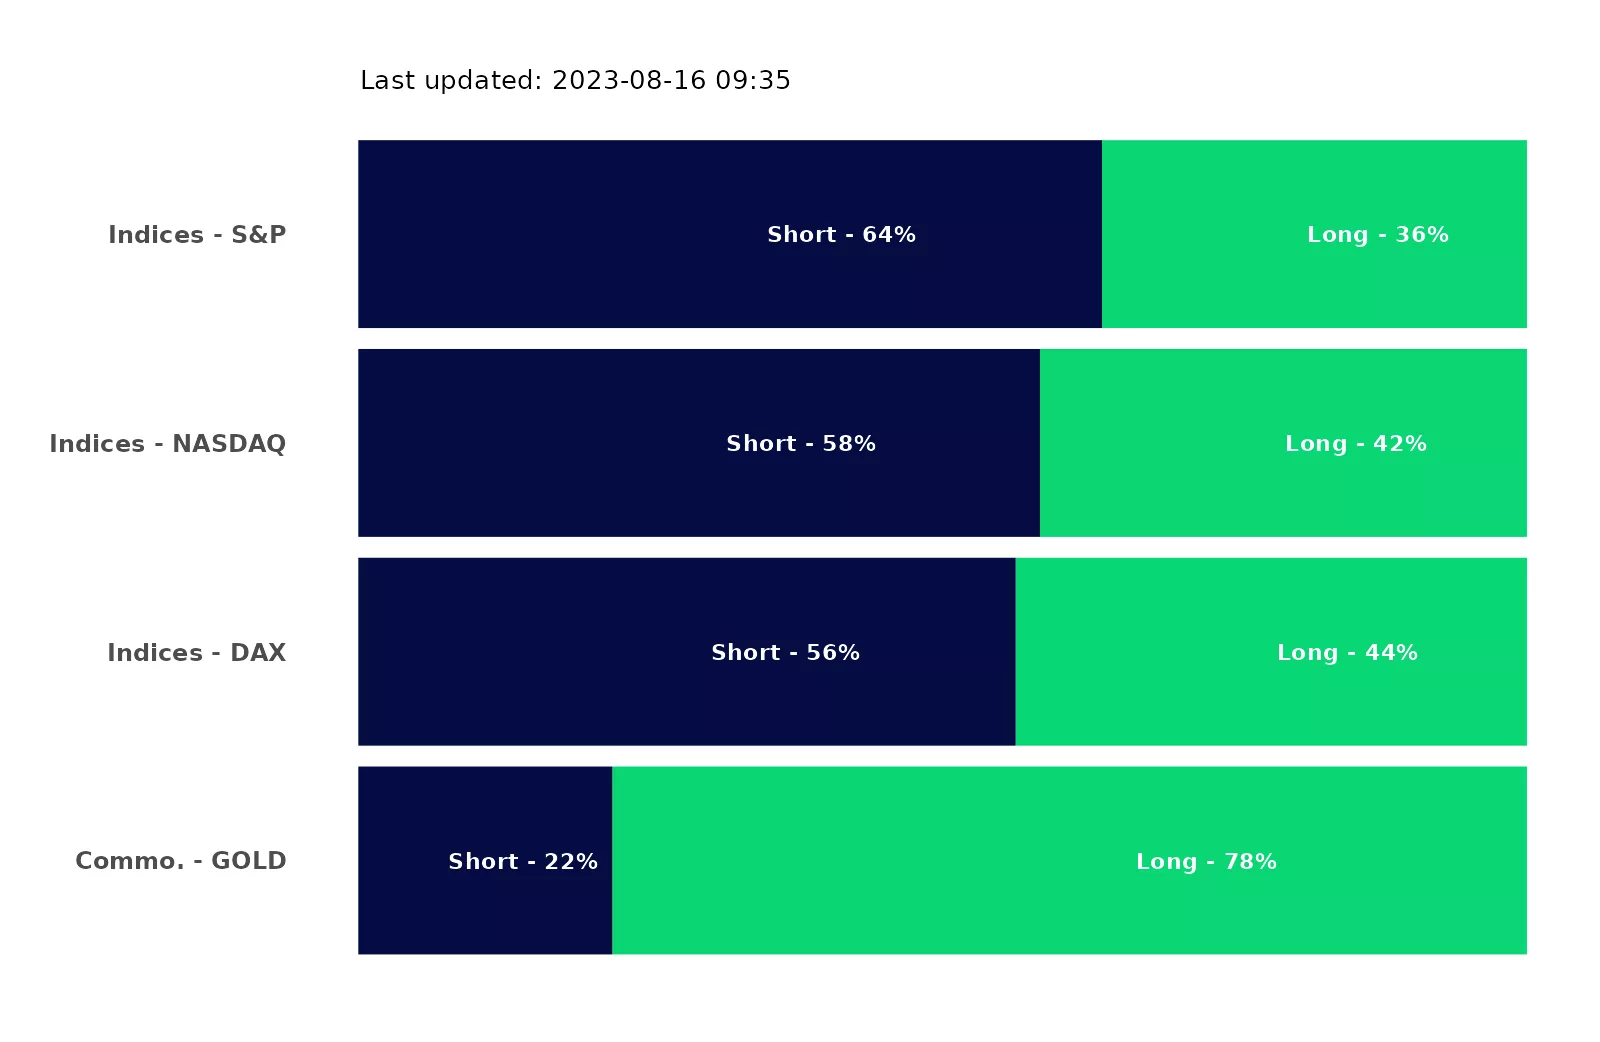 Last updated: 2023-08-16 09:35
Indices - S&P
Short - 64%
Long - 36%
Indices - NASDAQ
Short - 58%
Long - 42%
Indices - DAX
Short - 56%
Long - 44%
Commo. - GOLD
Short - 22%
Long - 78%